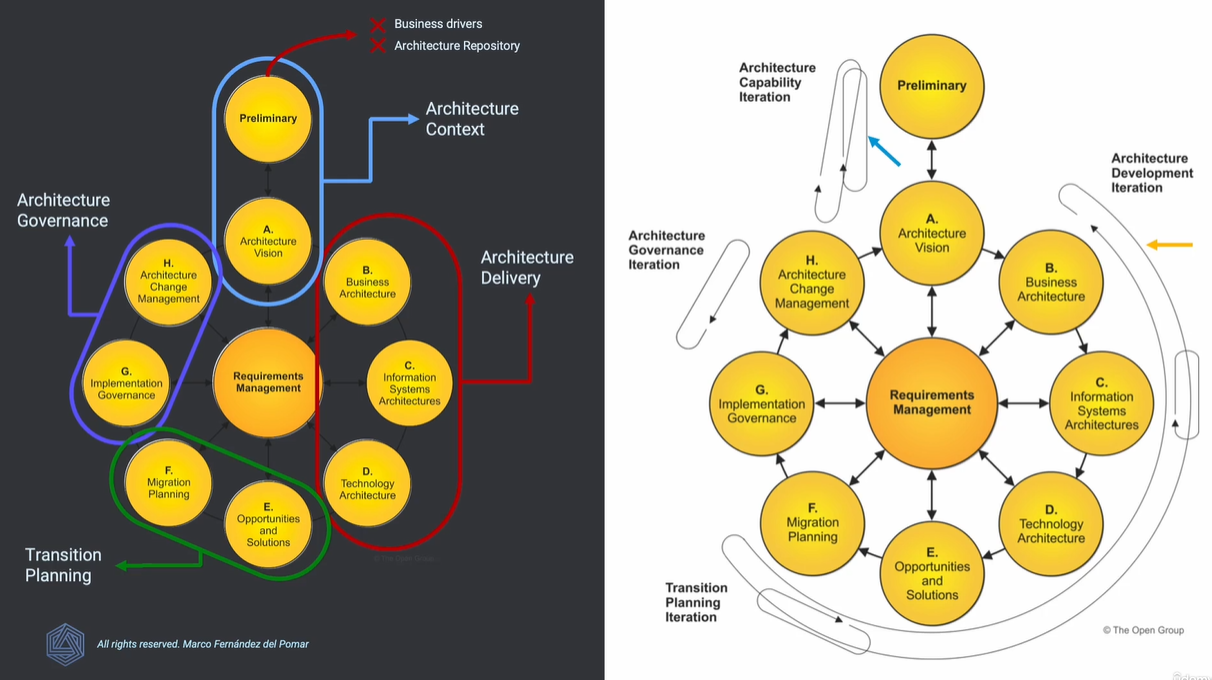 Business drivers
Architecture Repository
Preliminary
Architecture
Context
Architecture
Governance
A.
Architecture
Vision
H.
Architecture
Change
Management
B.
Business
Architecture
Architecture
Delivery
G.
Implementation
Governance
Requirements
Management
C.
Information
Systems
Architectures
F.
Migration
Planning
D.
Technology
Architecture
E.
Opportunities
and
Solutions
© The Open Group
Transition
Planning
All rights reserved. Marco Fernández del Pomar
Architecture
Capability
Iteration
Preliminary
Architecture
Development
Iteration
Architecture
Governance
Iteration
A.
Architecture
Vision
H.
Architecture
Change
Management
B.
Business
Architecture
G.
Implementation
Governance
Requirements
Management
C.
Information
Systems
Architectures
F.
Migration
Planning
D.
Technology
Architecture
E.
Opportunities
and
Solutions
Transition
Planning
Iteration
© The Open Group